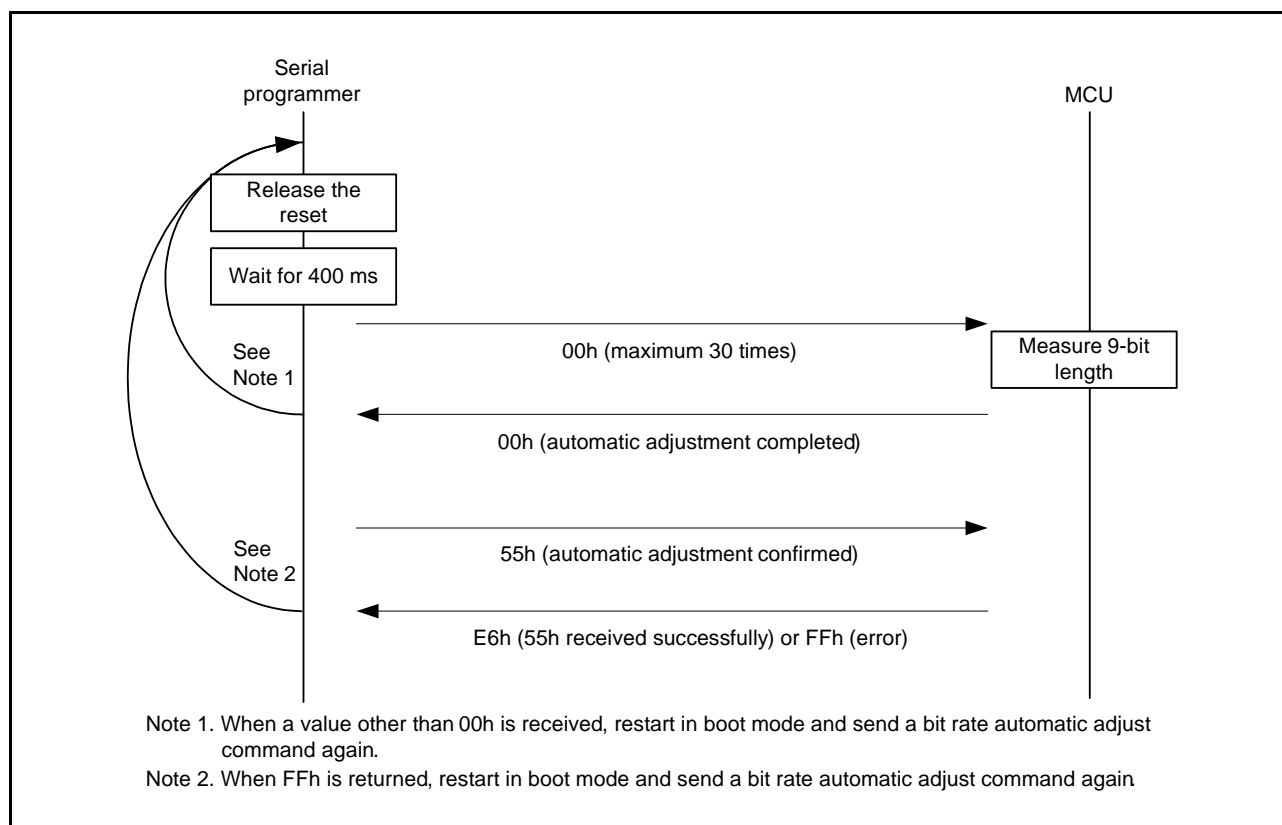 Serial
programmer
MCU
Release the
reset
Wait for 400 ms
00h (maximum 30 times)
Measure 9-bit
length
See
Note 1
00h (automatic adjustment completed)
55h (automatic adjustment confirmed)
See
Note 2
E6h (55h received successfully) or FFh (error)
Note 1. When a value other than 00h is received, restart in boot mode and send a bit rate automatic adjust
command again.
Note 2. When FFh is returned, restart in boot mode and send a bit rate automatic adjust command again.